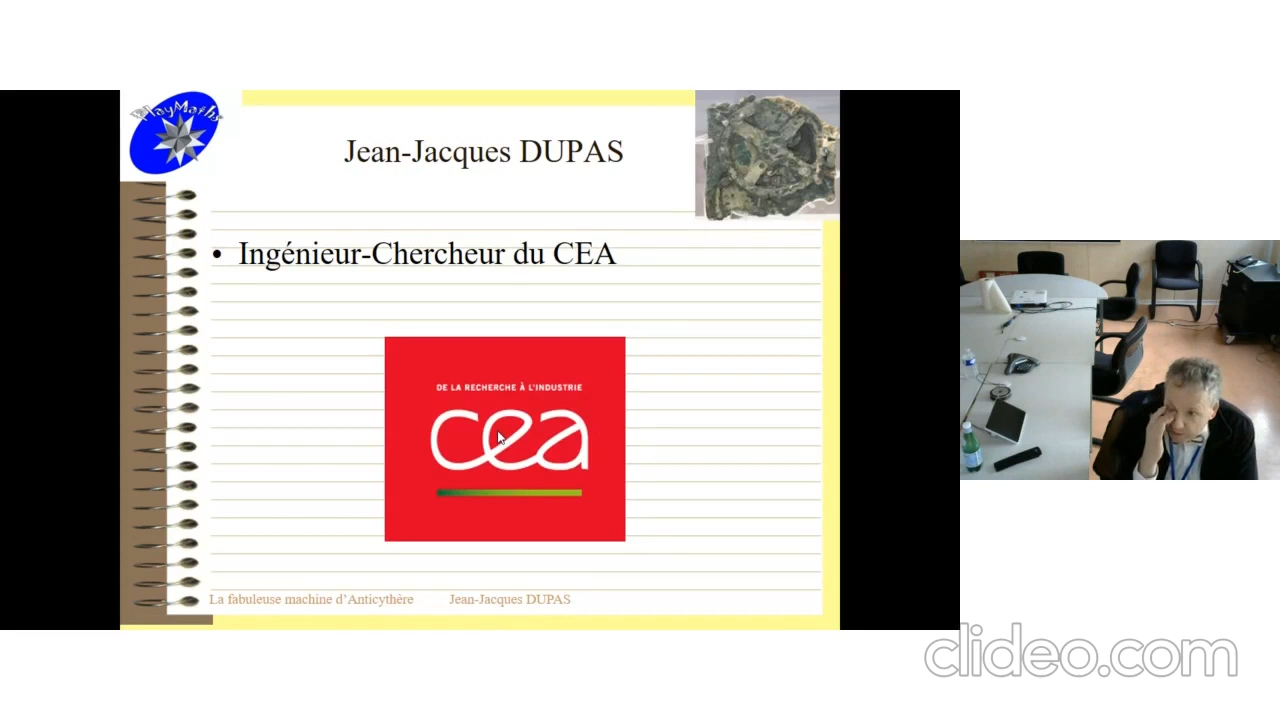 PlayMaths
Jean-Jacques DUPAS
• Ingénieur-Chercheur du CEA
DE LA RECHERCHE À L'INDUSTRIE
cea
La fabuleuse machine d'Anticythère Jean-Jacques DUPAS
clideo.com